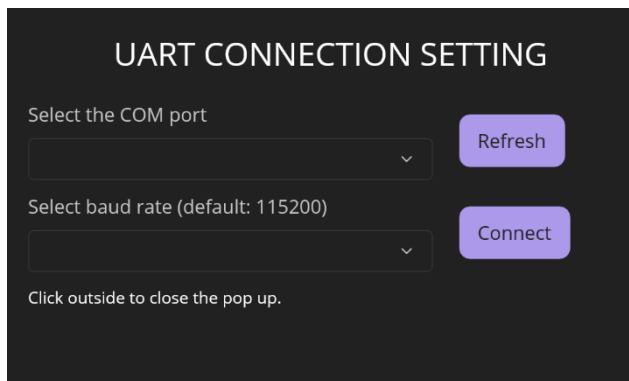 UART CONNECTION SETTING
Select the COM port
Refresh
Select baud rate (default: 115200)
Connect
Click outside to close the pop up.